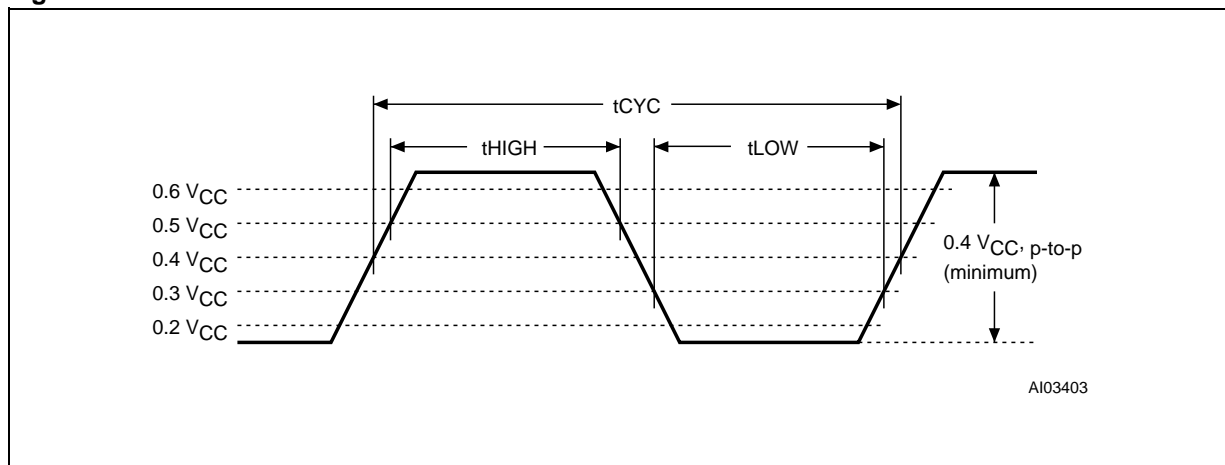 tCYC
tHIGH
tLOW
0.6 VCC
0.5 VCC
0.4 VCC
0.3 VCC
0.2 VCC
0.4 VCC, p-to-p
(minimum)
AI03403